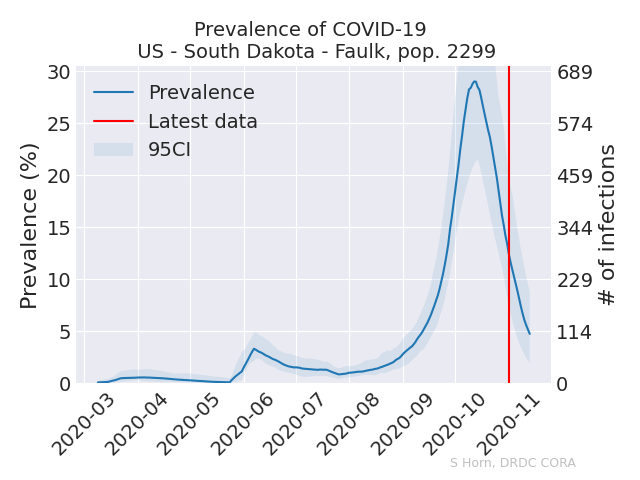 Prevalence of COVID-19
US - South Dakota - Faulk, pop. 2299
Prevalence
Latest data
95CI
Prevalence (%)
30
25
20
15
10
5
0
689
574
459
344
229
114
0
# of infections
2020-03
2020-04
2020-05
2020-06
2020-07
2020-08
2020-09
2020-10
2020-11
S Horn, DRDC CORA